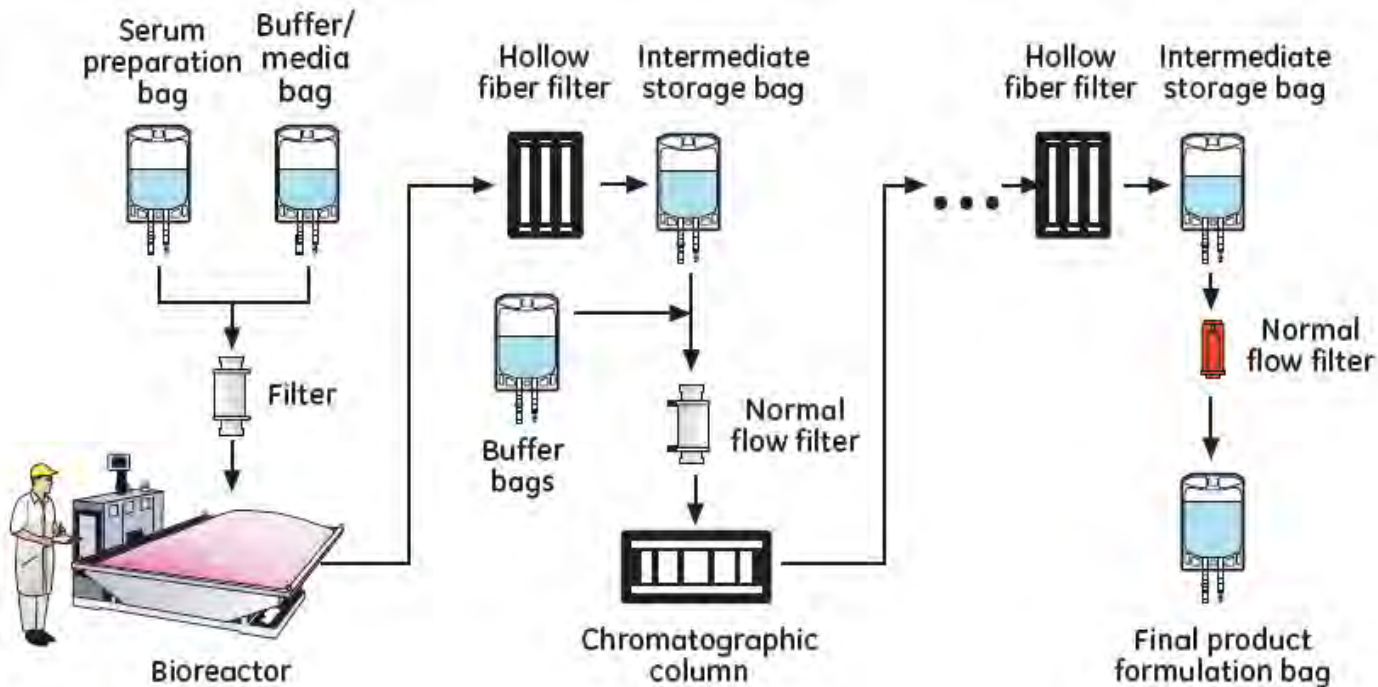 Serum
preparation
bag
Buffer/
media
bag
Filter
Bioreactor
Hollow
fiber filter
Intermediate
storage bag
Buffer
bags
Normal
flow filter
Chromatographic
column
Hollow
fiber filter
Intermediate
storage bag
Normal
flow filter
Final product
formulation bag